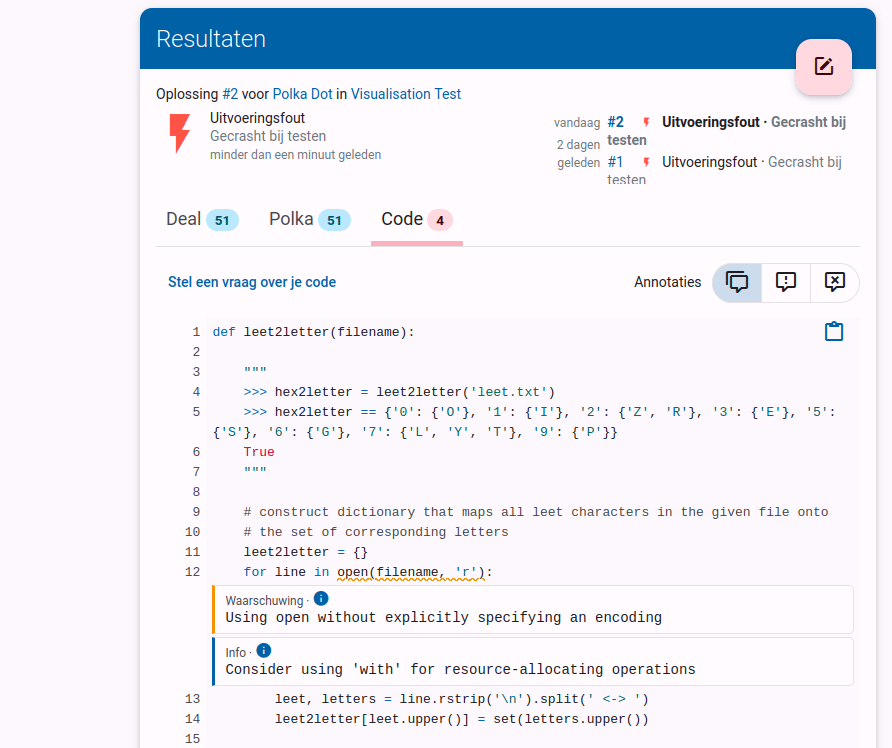 Resultaten
Oplossing #2 voor Polka Dot in Visualisation Test
Uitvoeringsfout
Gecrasht bij testen
minder dan een minuut geleden
vandaag #2 Uitvoeringsfout · Gecrasht bij
testen
2 dagen
geleden #1 Uitvoeringsfout · Gecrasht bij
testen
Deal 51 Polka 51 Code 4
Stel een vraag over je code
Annotaties
1 def leet2letter(filename):
2
3 """
4 >>> hex2letter = leet2letter('leet.txt')
5 >>> hex2letter == {'0': {'O'}, '1': {'I'}, '2': {'Z', 'R'}, '3': {'E'}, '5':
{'S'}, '6': {'G'}, '7': {'L', 'Y', 'T'}, '9': {'P'}}
6 True
7 """
8
9 # construct dictionary that maps all leet characters in the given file onto
10 # the set of corresponding letters
11 leet2letter = {}
12 for line in open(filename, 'r'):
Waarschuwing ·
Using open without explicitly specifying an encoding
Info ·
Consider using 'with' for resource-allocating operations
13 leet, letters = line.rstrip('\n').split(' <-> ')
14 leet2letter[leet.upper()] = set(letters.upper())
15